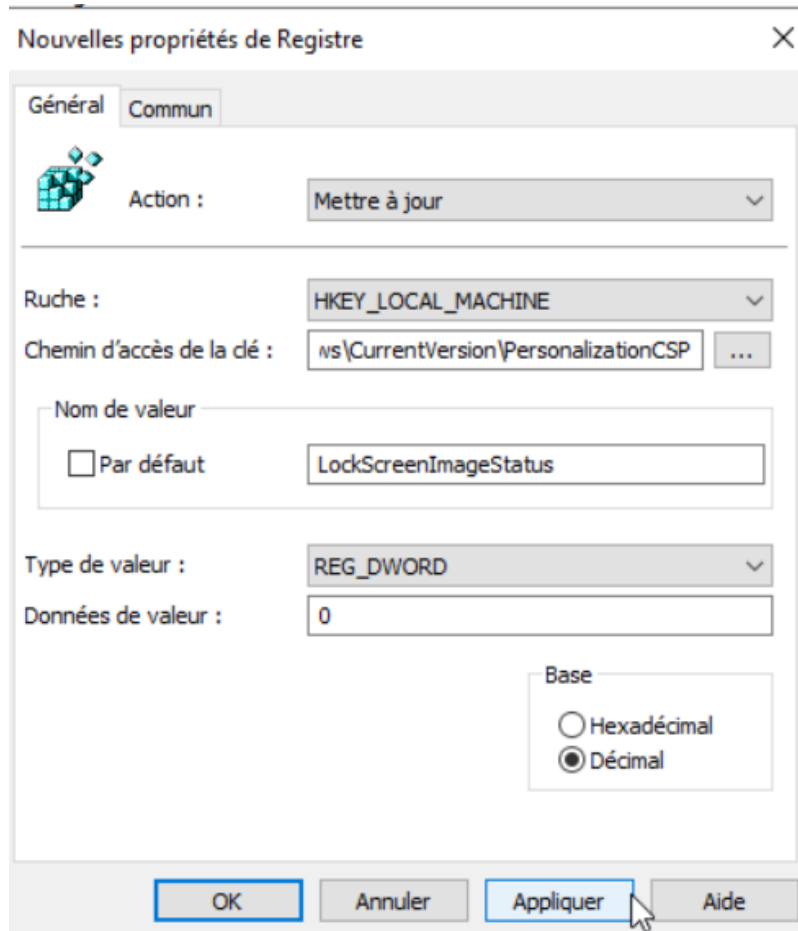 Nouvelles propriétés de Registre
Général Commun
Action : Mettre à jour
Ruche : HKEY_LOCAL_MACHINE
Chemin d'accès de la clé : ws\CurrentVersion\PersonalizationCSP ...
Nom de valeur
Par défaut LockScreenImageStatus
Type de valeur : REG_DWORD
Données de valeur : 0
Base
Hexadécimal
Décimal
OK Annuler Appliquer Aide